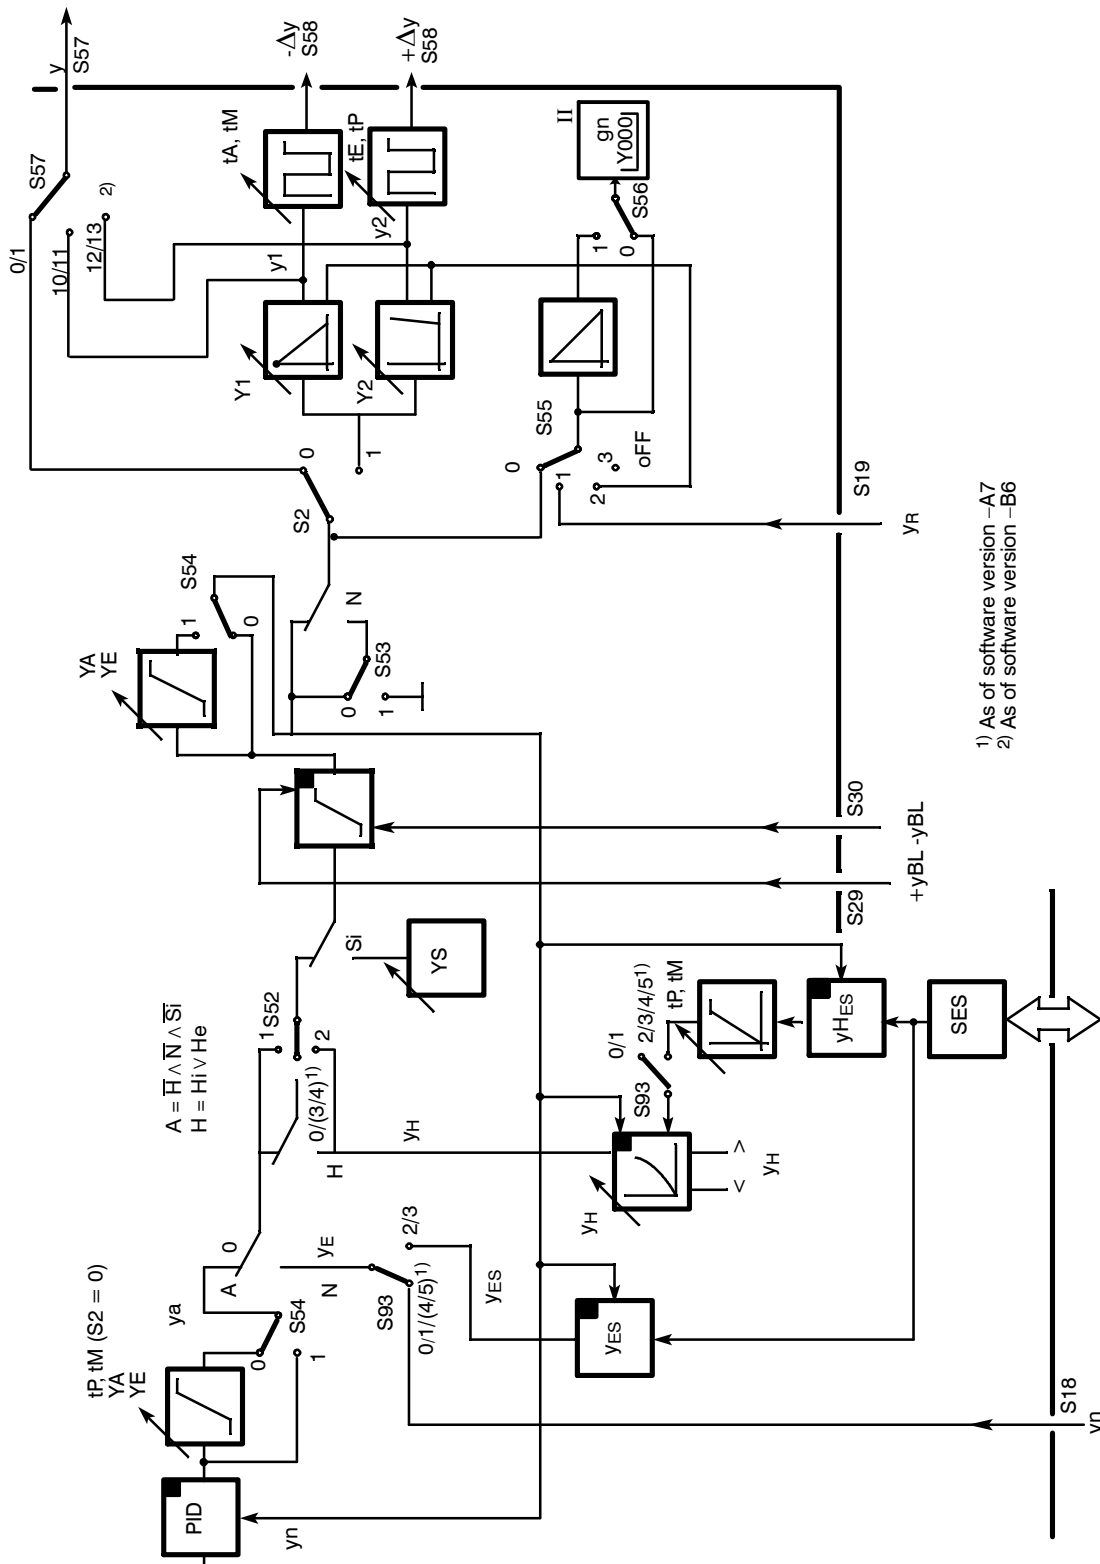 PID
yn
tP, tM (S2 = 0)
YA
YE
0
1
S54
ya
A
0
N
yE
S93
0/1/(4/5)1)
2/3
yES
yES
S18
yn
A = H ∧ N ∧ Si
H = Hi ∨ He
H
yH
0/(3/4)1)
1
S52
2
Si
YS
yH
< >
yH
S93
0/1
2/3/4/5 1)
tP, tM
yHES
SES
S29
+yBL -yBL
S30
YA
YE
1
S54
0
0
1
S53
N
S2
0
1
yR
S19
0
1
2
3
oFF
S55
1
0
S56
II
gn
Y000
Y1
Y2
y1
y2
tA, tM
tE, tP
0/1
10/11
12/13
2)
S57
y
S57
-Δy
S58
+Δy
S58
1) As of software version -A7
2) As of software version -B6